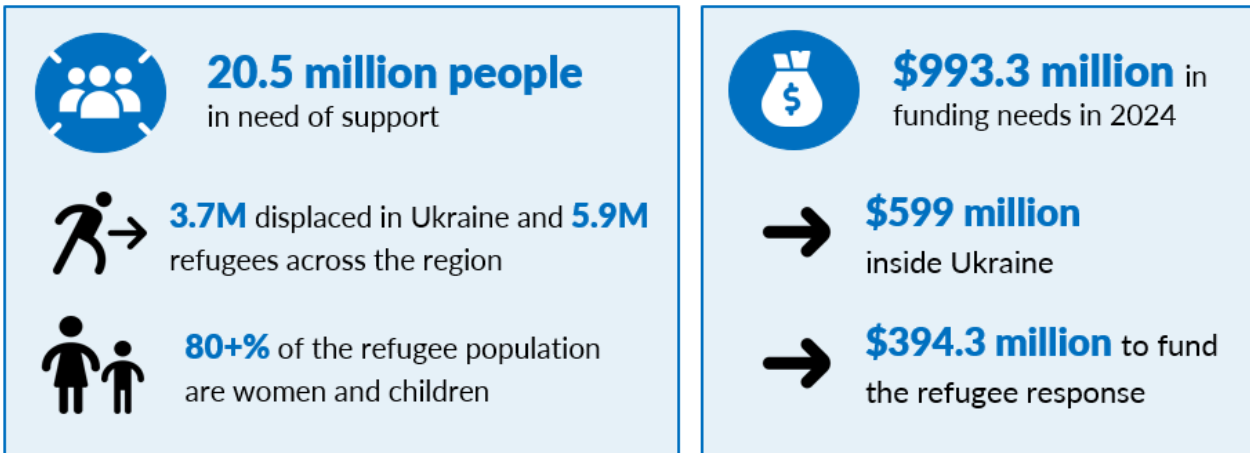 20.5 million people
in need of support
3.7M displaced in Ukraine and 5.9M
refugees across the region
80+% of the refugee population
are women and children
$
$993.3 million in
funding needs in 2024
$599 million
inside Ukraine
$394.3 million to fund
the refugee response